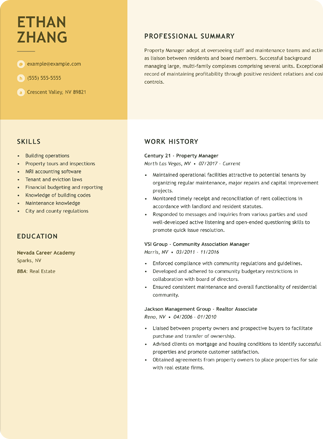 ETHAN
ZHANG
example@example.com
(555) 555-5555
Crescent Valley, NV 89821
PROFESSIONAL SUMMARY
Property Manager adept at overseeing staff and maintenance teams and
as liaison between residents and board members. Successful background
managing large, multi-family complexes comprising several units. Exceptional
record of maintaining profitability through positive resident relations and
controls.
SKILLS
• Building operations
• Property tours and inspections
• MRI accounting software
• Tenant and eviction laws
• Financial budgeting and reporting
• Knowledge of building codes
• Maintenance knowledge
• City and county regulations
EDUCATION
Nevada Career Academy
Sparks, NV
BBA: Real Estate
WORK HISTORY
Century 21 - Property Manager
North Las Vegas, NV • 07/2017 - Current
• Maintained operational facilities attractive to potential tenants by
organizing regular maintenance, major repairs and capital improvement
projects.
• Monitored timely receipt and reconciliation of rent collections in
accordance with landlord and resident statutes.
• Responded to messages and inquiries from various parties and used
well-developed active listening and open-ended questioning skills to
promote quick issue resolution.
VSI Group - Community Association Manager
Morris, NV • 03/2011 - 11/2016
• Enforced compliance with community regulations and guidelines.
• Developed and adhered to community budgetary restrictions in
collaboration with board of directors.
• Ensured consistent maintenance and overall functionality of residential
community.
Jackson Management Group - Realtor Associate
Reno, NV • 04/2006 - 01/2010
• Liaised between property owners and prospective buyers to facilitate
purchase and transfer of ownership.
• Advised clients on mortgage and housing conditions to identify successful
properties and promote customer satisfaction.
• Obtained agreements from property owners to place properties for sale
with real estate firms.